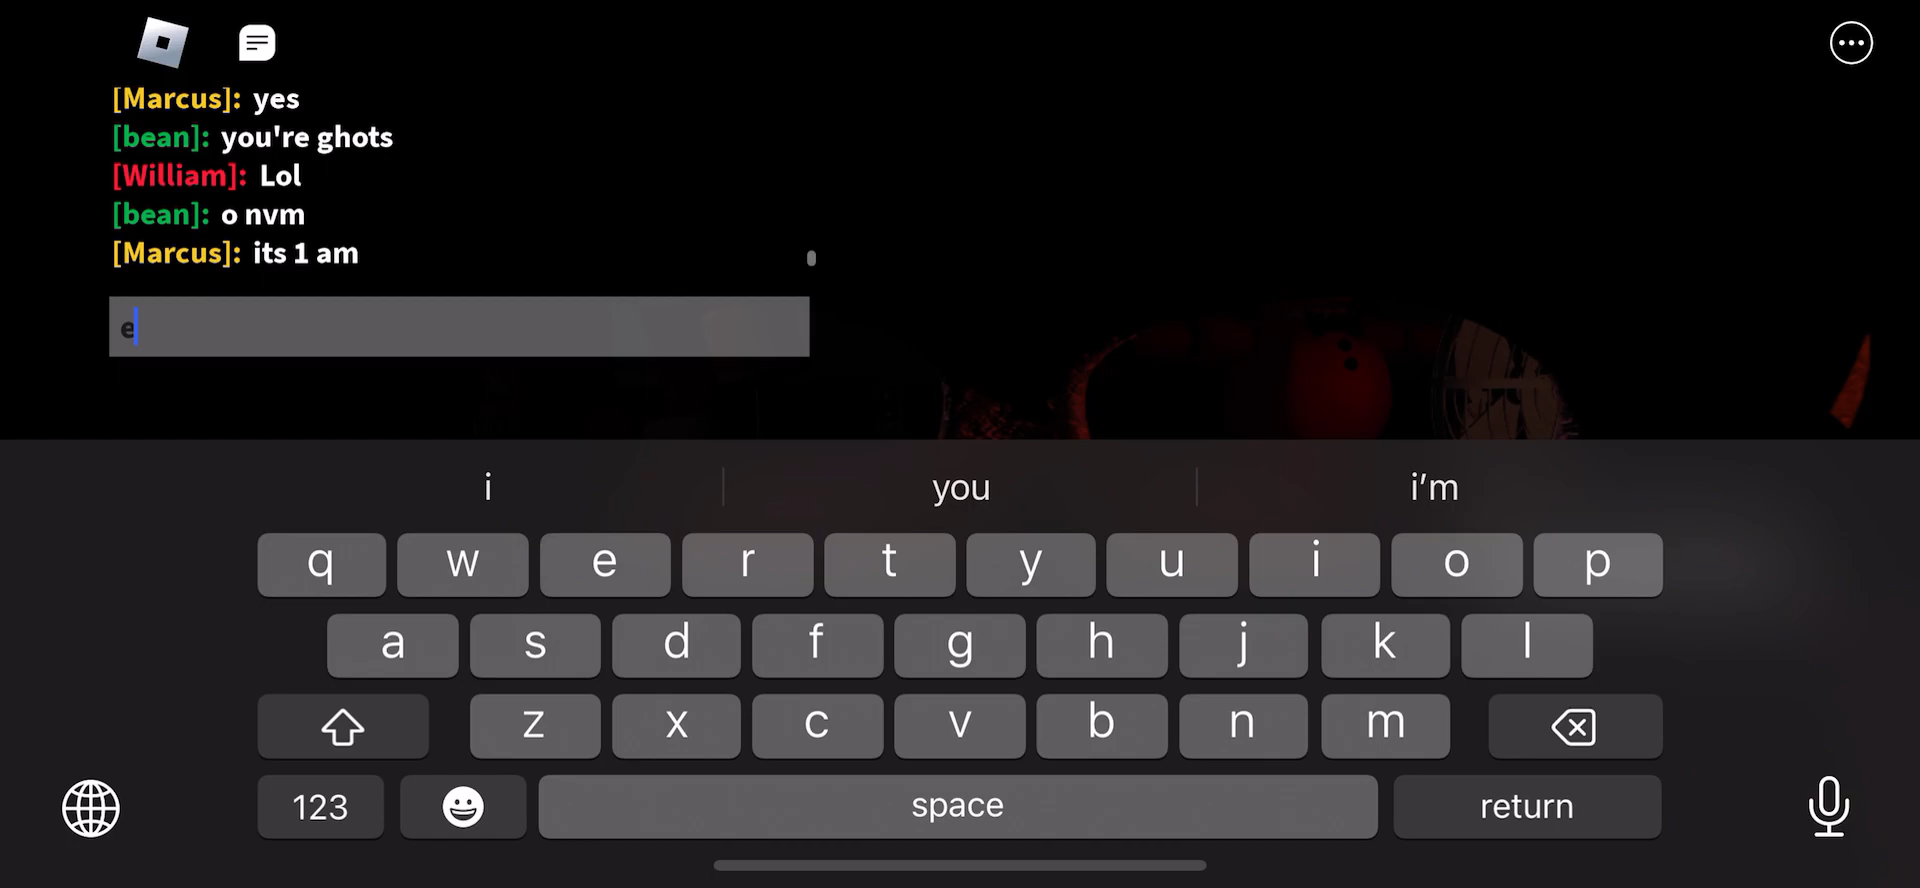 [Marcus]: yes
[bean]: you're ghots
[William]: Lol
[bean]: o nvm
[Marcus]: its 1 am
e
i you i’m
q w e r t y u i o p
a s d f g h j k l
z x c v b n m
123 space return